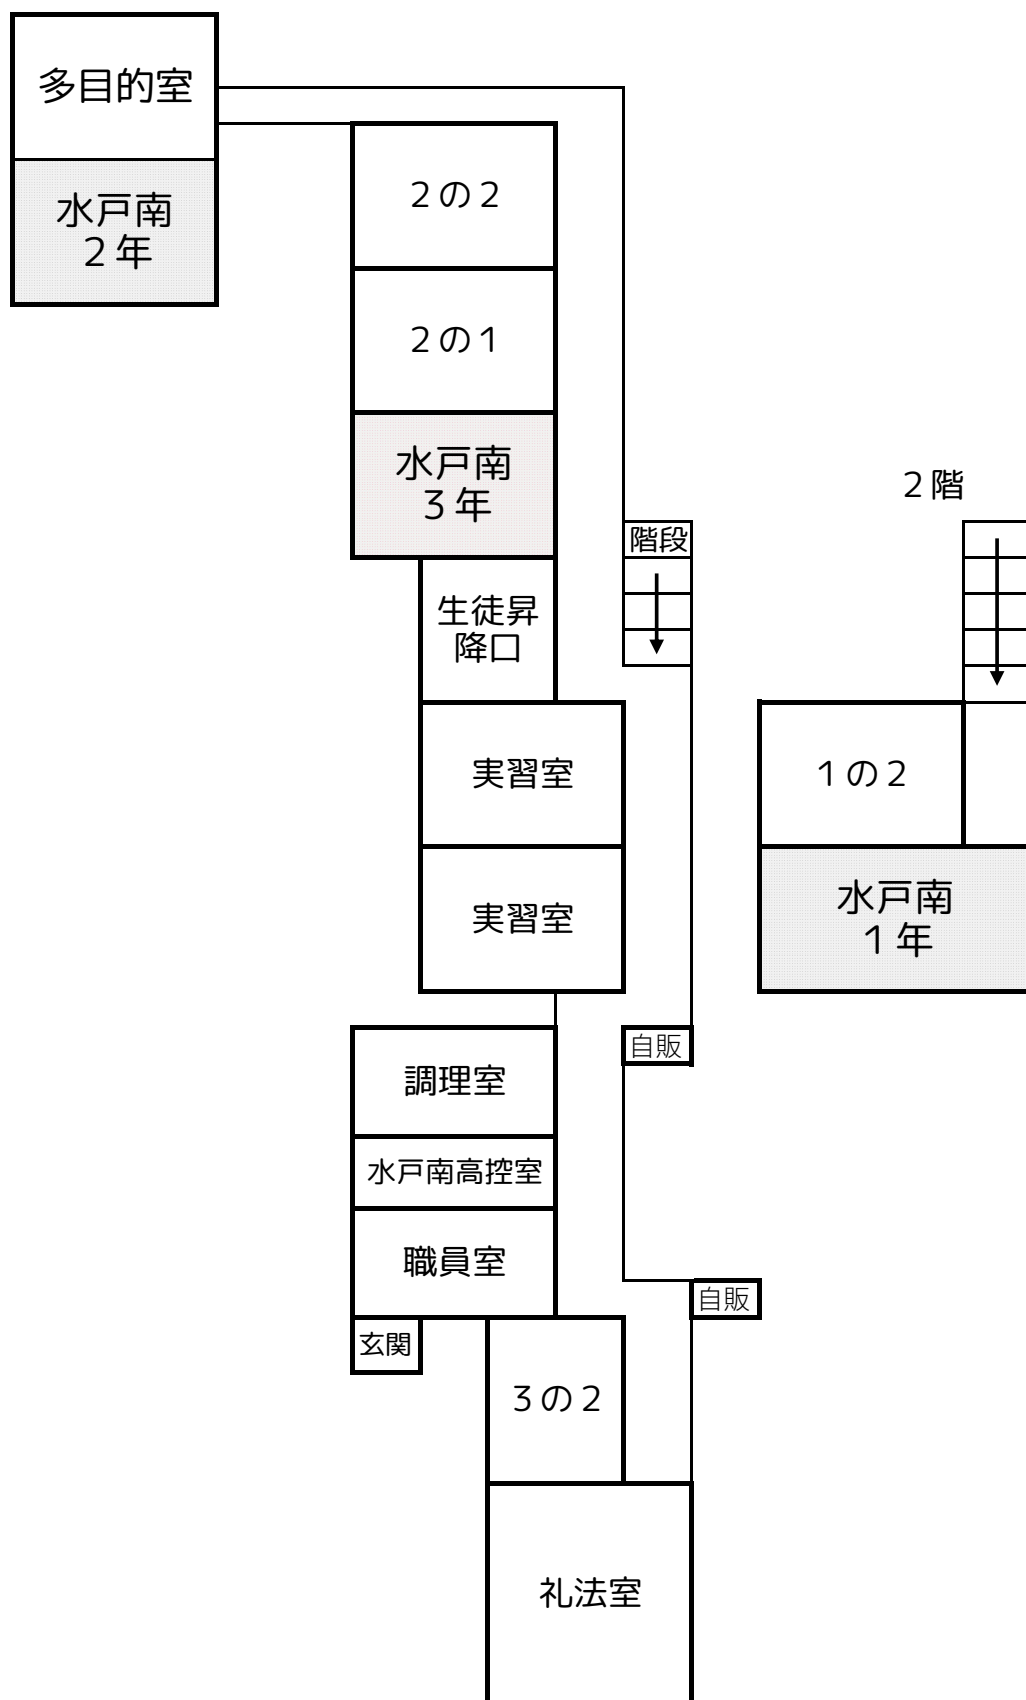 多目的室
水戸南
２年
２の２
２の１
水戸南
３年
２階
階段
生徒昇
降口
実習室
１の２
実習室
水戸南
１年
自販
調理室
水戸南高控室
職員室
自販
玄関
３の２
礼法室